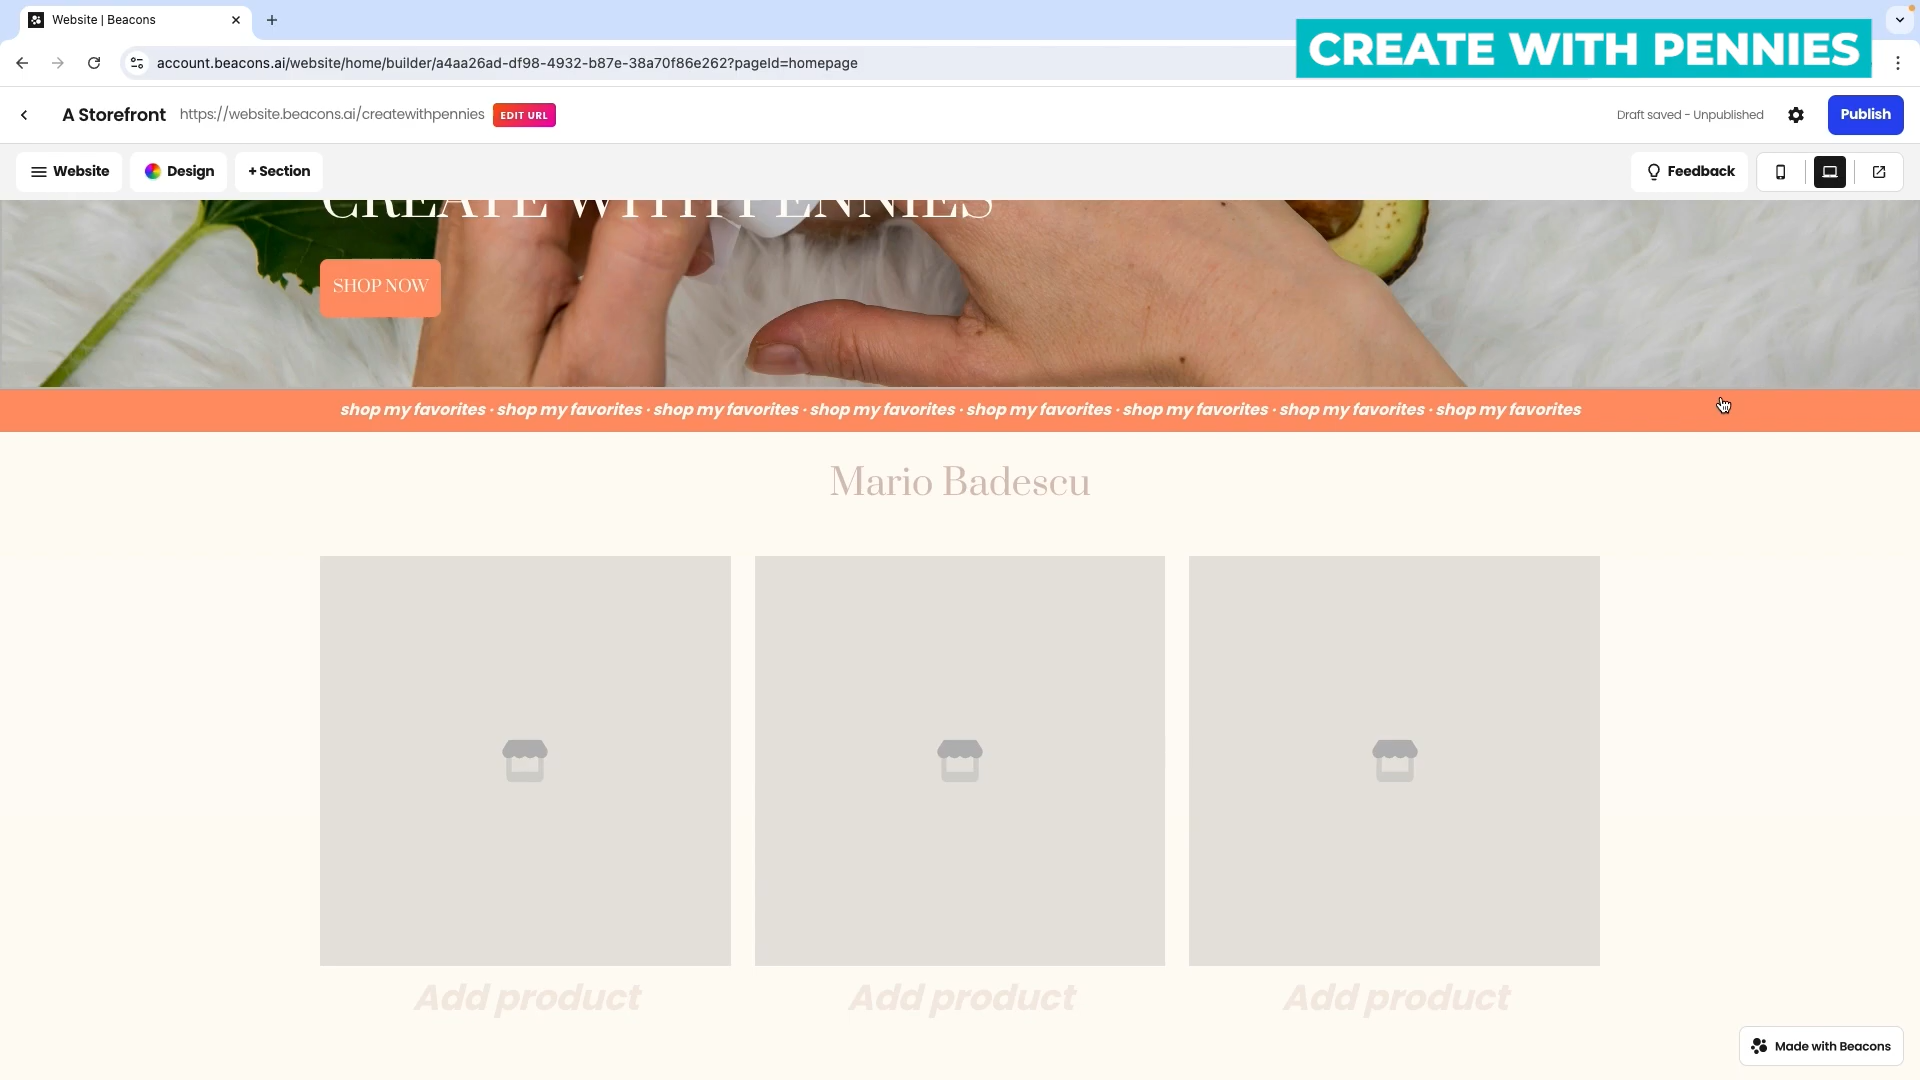 Website | Beacons
CREATE WITH PENNIES
account.beacons.ai/website/home/builder/a4aa26ad-df98-4932-b87e-38a70f86e262?pageId=homepage
A Storefront https://website.beacons.ai/createwithpennies EDIT URL Draft saved - Unpublished Publish
Website Design + Section Feedback
CREATE WITH PENNIES
SHOP NOW
shop my favorites · shop my favorites · shop my favorites · shop my favorites · shop my favorites · shop my favorites · shop my favorites · shop my favorites
Mario Badescu
Add product Add product Add product
Made with Beacons